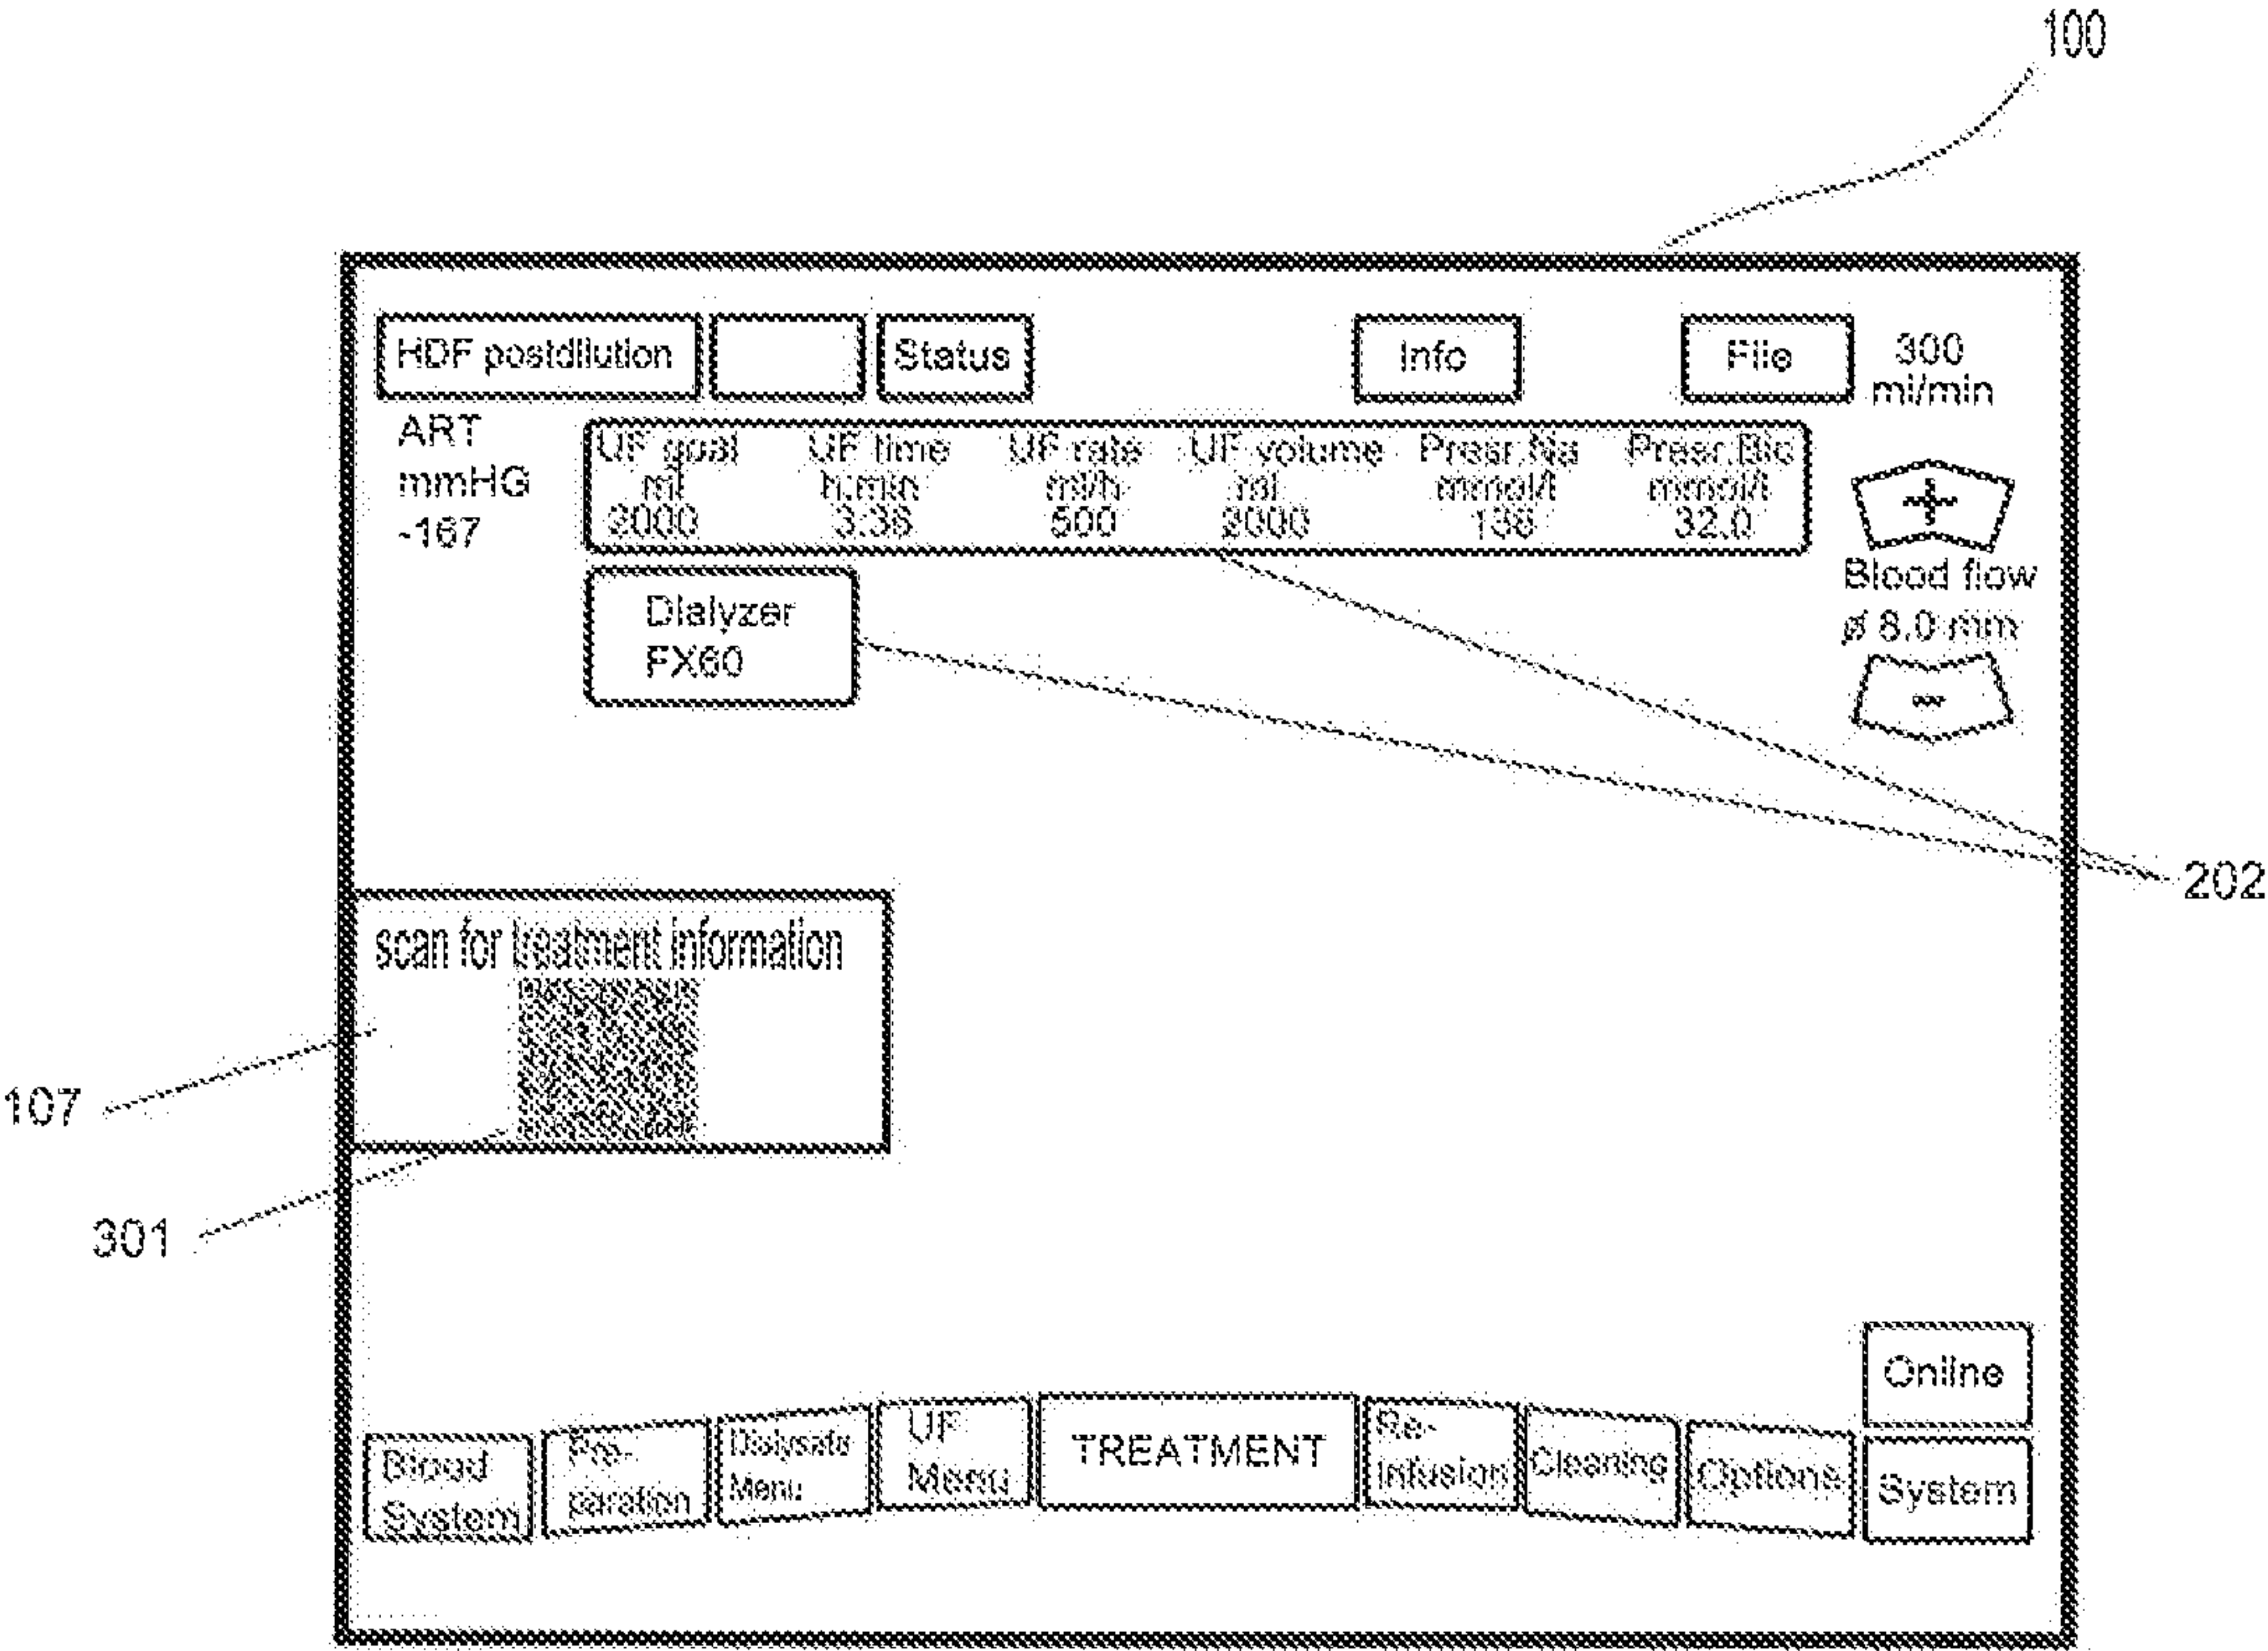 100
HDF postdilution
Status
Info
File
300
ml/min
ART
mmHG
-167
UF goal
ml
2000
UF time
h:min
3:36
UF rate
ml/h
500
UF volume
ml
2000
Prescr.Na
mmol/l
138
Prescr.Bic
mmol/l
32.0
+
Blood flow
ø 8.0 mm
-
Dialyzer
FX60
202
scan for treatment information
107
301
Online
Blood
System
Pre-
paration
Dialysate
Menu
UF
Menu
TREATMENT
Re-
infusion
Cleaning
Options
System